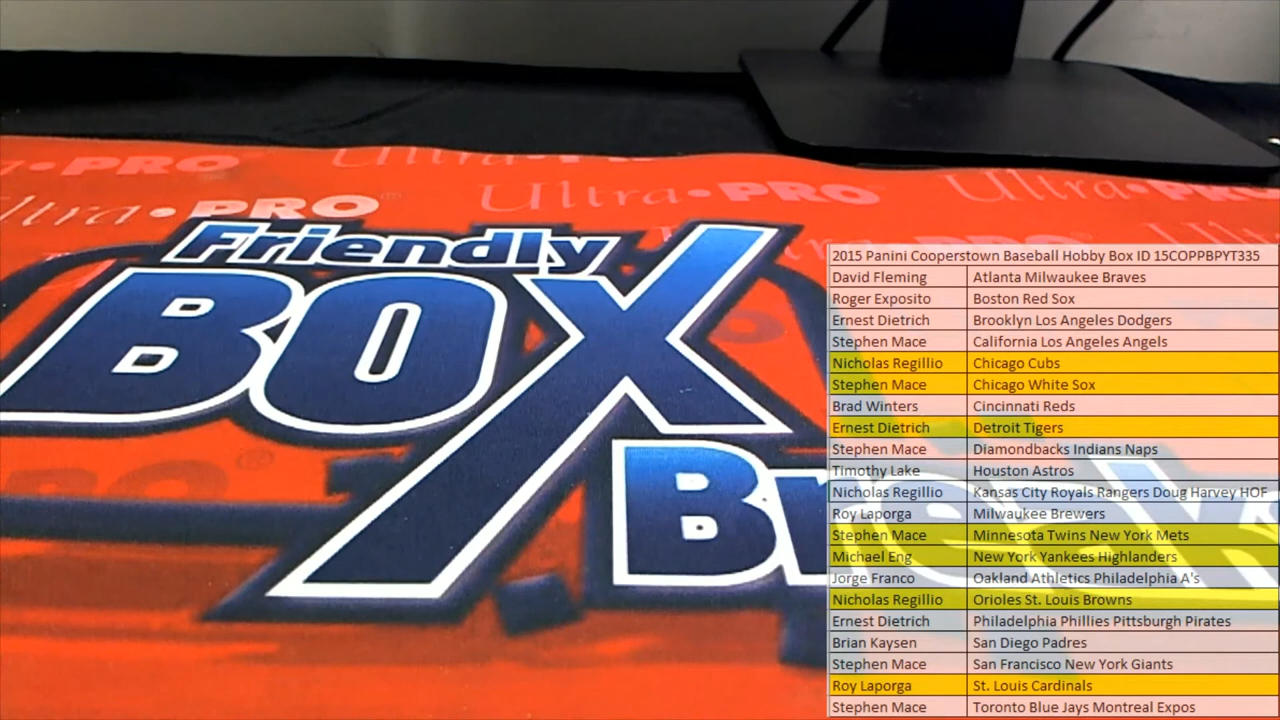 PRO
Ultra
Ultra • PRO
Ultra • PRO
Ultra • PRO
Friendly
BOX
Br
2015 Panini Cooperstown Baseball Hobby Box ID 15COPPBPYT335
David Fleming Atlanta Milwaukee Braves
Roger Exposito Boston Red Sox
Ernest Dietrich Brooklyn Los Angeles Dodgers
Stephen Mace California Los Angeles Angels
Nicholas Regillio Chicago Cubs
Stephen Mace Chicago White Sox
Brad Winters Cincinnati Reds
Ernest Dietrich Detroit Tigers
Stephen Mace Diamondbacks Indians Naps
Timothy Lake Houston Astros
Nicholas Regillio Kansas City Royals Rangers Doug Harvey HOF
Roy Laporga Milwaukee Brewers
Stephen Mace Minnesota Twins New York Mets
Michael Eng New York Yankees Highlanders
Jorge Franco Oakland Athletics Philadelphia A's
Nicholas Regillio Orioles St. Louis Browns
Ernest Dietrich Philadelphia Phillies Pittsburgh Pirates
Brian Kaysen San Diego Padres
Stephen Mace San Francisco New York Giants
Roy Laporga St. Louis Cardinals
Stephen Mace Toronto Blue Jays Montreal Expos